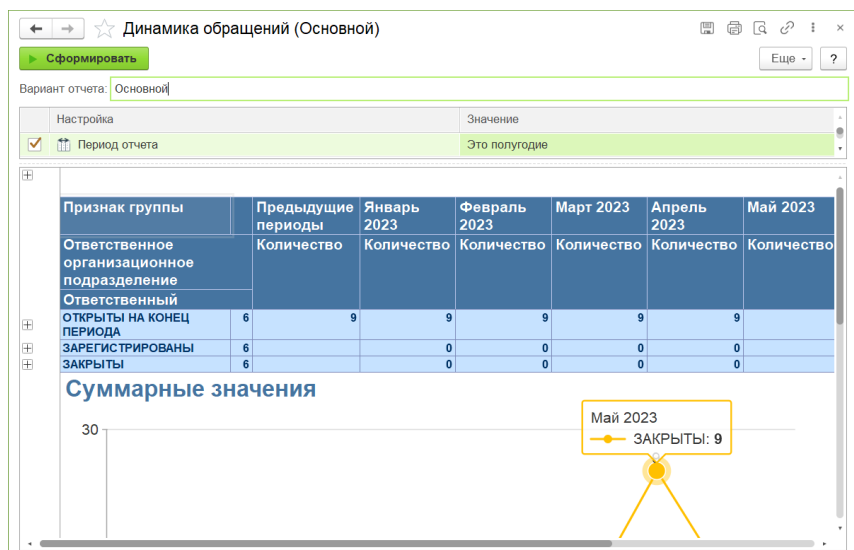 Динамика обращений (Основной)
Сформировать
Еще
?
Вариант отчета: Основной
Настройка Значение
Период отчета Это полугодие
Признак группы Предыдущие периоды Январь 2023 Февраль 2023 Март 2023 Апрель 2023 Май 2023
Ответственное организационное подразделение Количество Количество Количество Количество Количество Количество
Ответственный
ОТКРЫТЫ НА КОНЕЦ ПЕРИОДА 6 9 9 9 9 9
ЗАРЕГИСТРИРОВАНЫ 6 0 0 0 0
ЗАКРЫТЫ 6 0 0 0 0
Суммарные значения
Май 2023
ЗАКРЫТЫ: 9
30